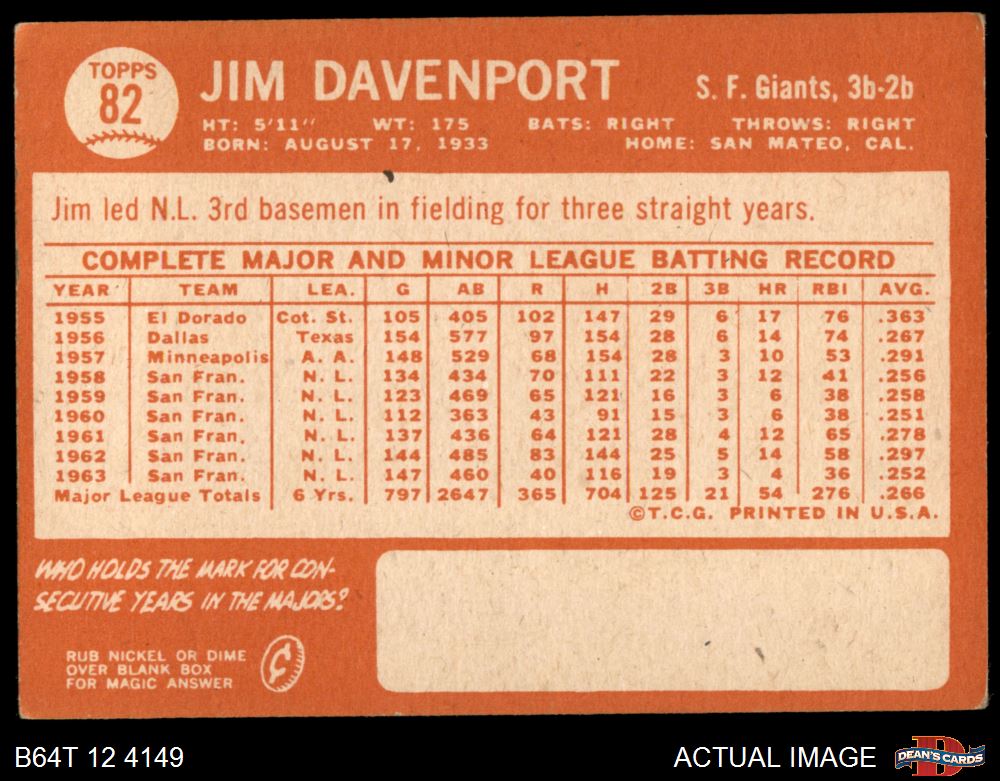 TOPPS
82
JIM DAVENPORT
S. F. Giants, 3b-2b
HT: 5'11" WT: 175 BATS: RIGHT THROWS: RIGHT
BORN: AUGUST 17, 1933 HOME: SAN MATEO, CAL.
Jim led N.L. 3rd basemen in fielding for three straight years.
COMPLETE MAJOR AND MINOR LEAGUE BATTING RECORD
YEAR TEAM LEA. G AB R H 2B 3B HR RBI AVG.
1955 El Dorado Cot. St. 105 405 102 147 29 6 17 76 .363
1956 Dallas Texas 154 577 97 154 28 6 14 74 .267
1957 Minneapolis A. A. 148 529 68 154 28 3 10 53 .291
1958 San Fran. N. L. 134 434 70 111 22 3 12 41 .256
1959 San Fran. N. L. 123 469 65 121 16 3 6 38 .258
1960 San Fran. N. L. 112 363 43 91 15 3 6 38 .251
1961 San Fran. N. L. 137 436 64 121 28 4 12 65 .278
1962 San Fran. N. L. 144 485 83 144 25 5 14 58 .297
1963 San Fran. N. L. 147 460 40 116 19 3 4 36 .252
Major League Totals 6 Yrs. 797 2647 365 704 125 21 54 276 .266
©T.C.G. PRINTED IN U.S.A.
WHO HOLDS THE MARK FOR CON-
SECUTIVE YEARS IN THE MAJORS?
RUB NICKEL OR DIME
OVER BLANK BOX
FOR MAGIC ANSWER
¢
B64T 12 4149
ACTUAL IMAGE
D
DEAN'S CARDS